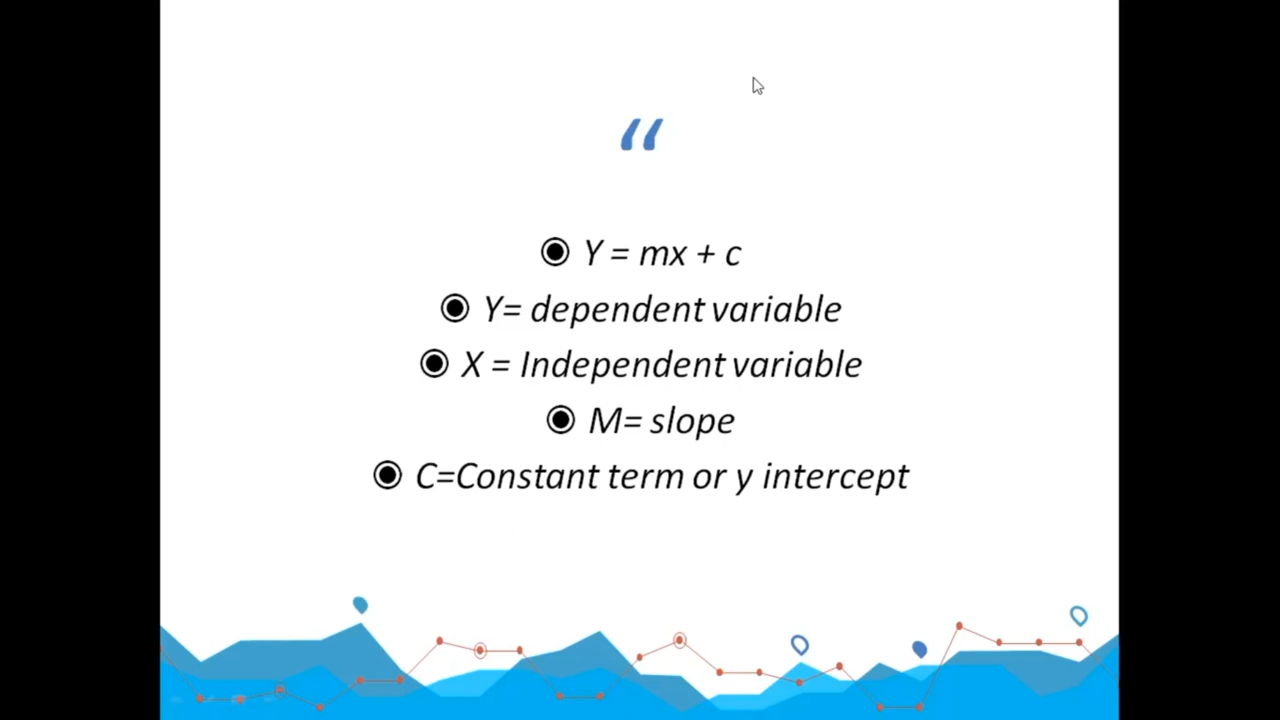 “
Y = mx + c
Y= dependent variable
X = Independent variable
M= slope
C=Constant term or y intercept